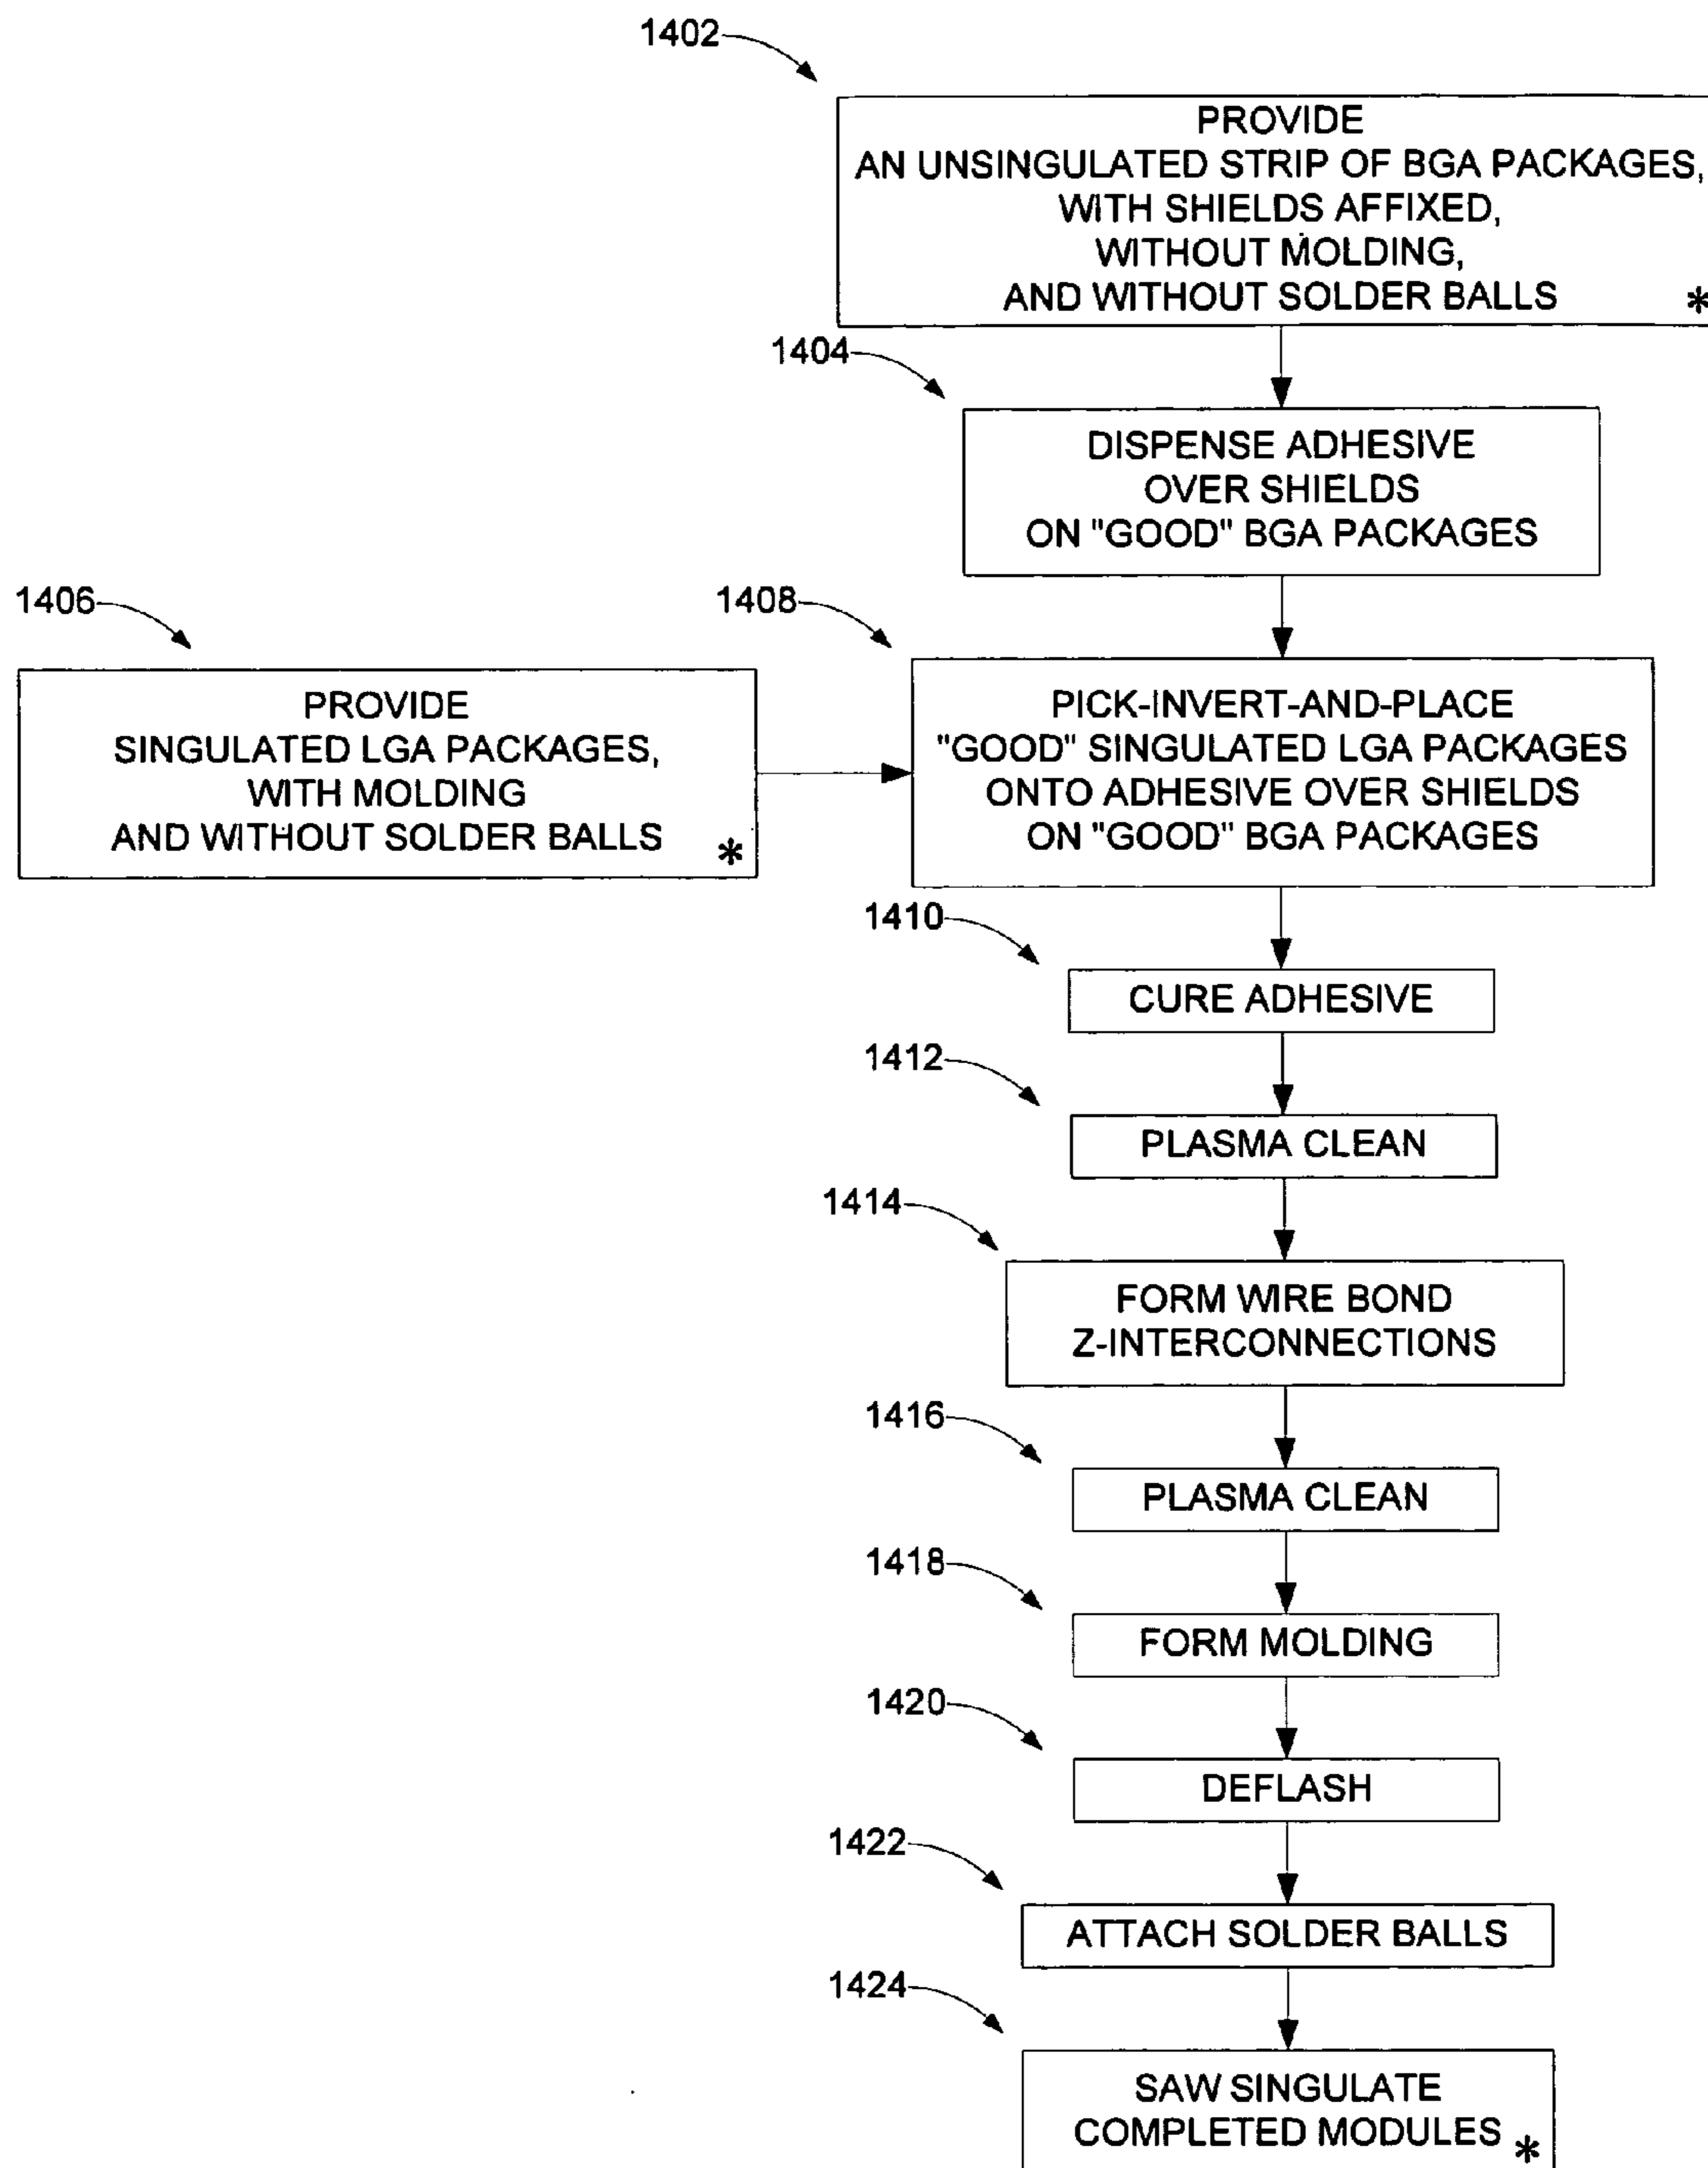 1402
PROVIDE
AN UNSINGULATED STRIP OF BGA PACKAGES,
WITH SHIELDS AFFIXED,
WITHOUT MOLDING,
AND WITHOUT SOLDER BALLS *
1404
DISPENSE ADHESIVE
OVER SHIELDS
ON "GOOD" BGA PACKAGES
1406
PROVIDE
SINGULATED LGA PACKAGES,
WITH MOLDING
AND WITHOUT SOLDER BALLS *
1408
PICK-INVERT-AND-PLACE
"GOOD" SINGULATED LGA PACKAGES
ONTO ADHESIVE OVER SHIELDS
ON "GOOD" BGA PACKAGES
1410
CURE ADHESIVE
1412
PLASMA CLEAN
1414
FORM WIRE BOND
Z-INTERCONNECTIONS
1416
PLASMA CLEAN
1418
FORM MOLDING
1420
DEFLASH
1422
ATTACH SOLDER BALLS
1424
SAW SINGULATE
COMPLETED MODULES *